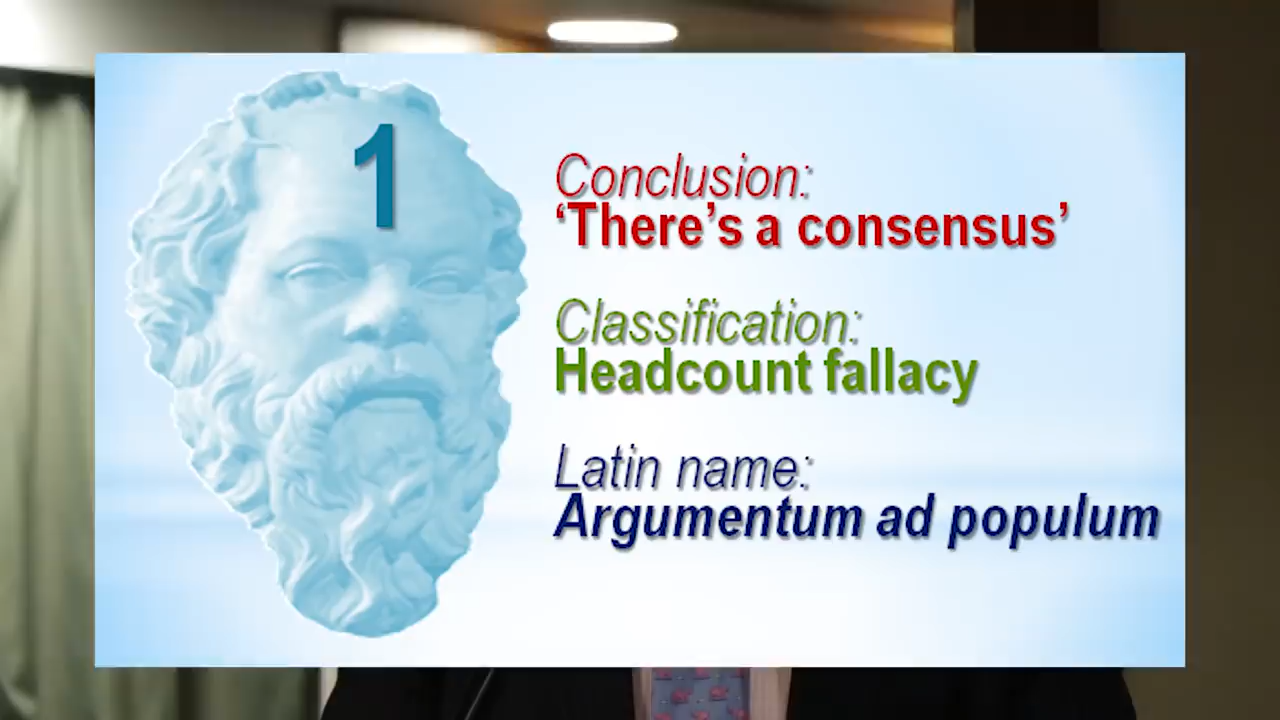 1
Conclusion:
‘There’s a consensus’
Classification:
Headcount fallacy
Latin name:
Argumentum ad populum